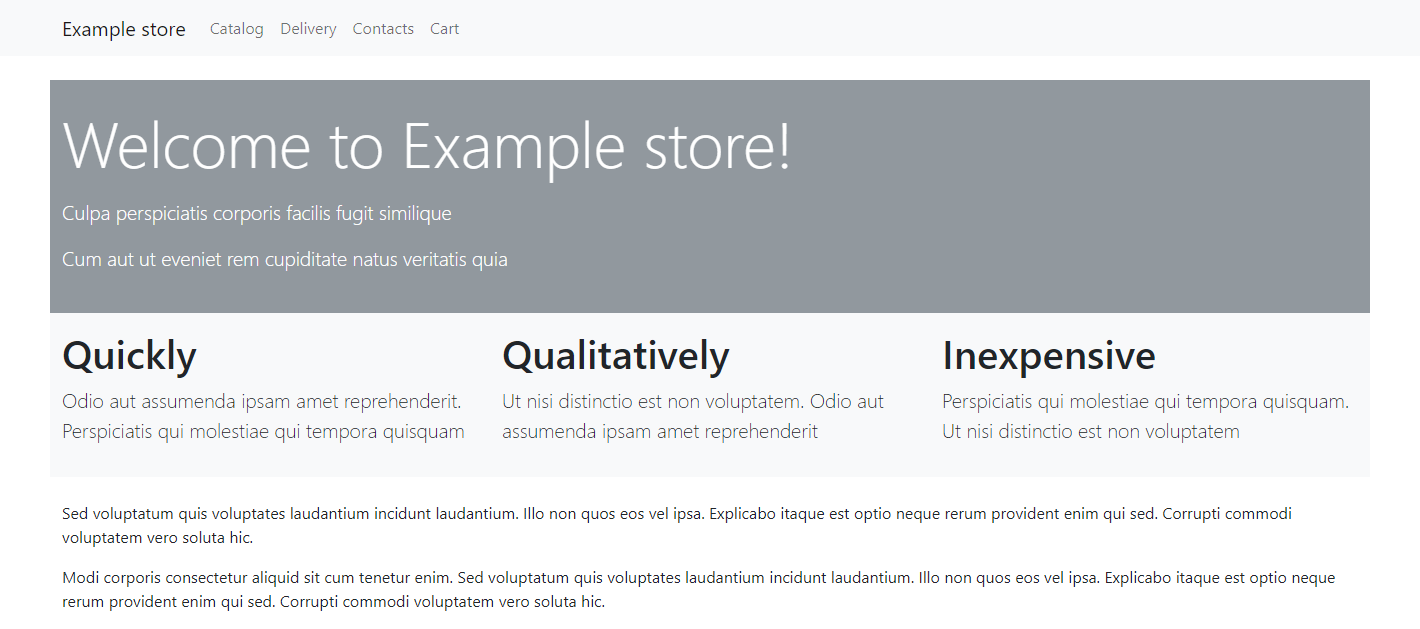 Example store Catalog Delivery Contacts Cart
Welcome to Example store!
Culpa perspiciatis corporis facilis fugit similique
Cum aut ut eveniet rem cupiditate natus veritatis quia
Quickly
Odio aut assumenda ipsam amet reprehenderit.
Perspiciatis qui molestiae qui tempora quisquam
Qualitatively
Ut nisi distinctio est non voluptatem. Odio aut
assumenda ipsam amet reprehenderit
Inexpensive
Perspiciatis qui molestiae qui tempora quisquam.
Ut nisi distinctio est non voluptatem
Sed voluptatum quis voluptates laudantium incidunt laudantium. Illo non quos eos vel ipsa. Explicabo itaque est optio neque rerum provident enim qui sed. Corrupti commodi
voluptatem vero soluta hic.
Modi corporis consectetur aliquid sit cum tenetur enim. Sed voluptatum quis voluptates laudantium incidunt laudantium. Illo non quos eos vel ipsa. Explicabo itaque est optio neque
rerum provident enim qui sed. Corrupti commodi voluptatem vero soluta hic.